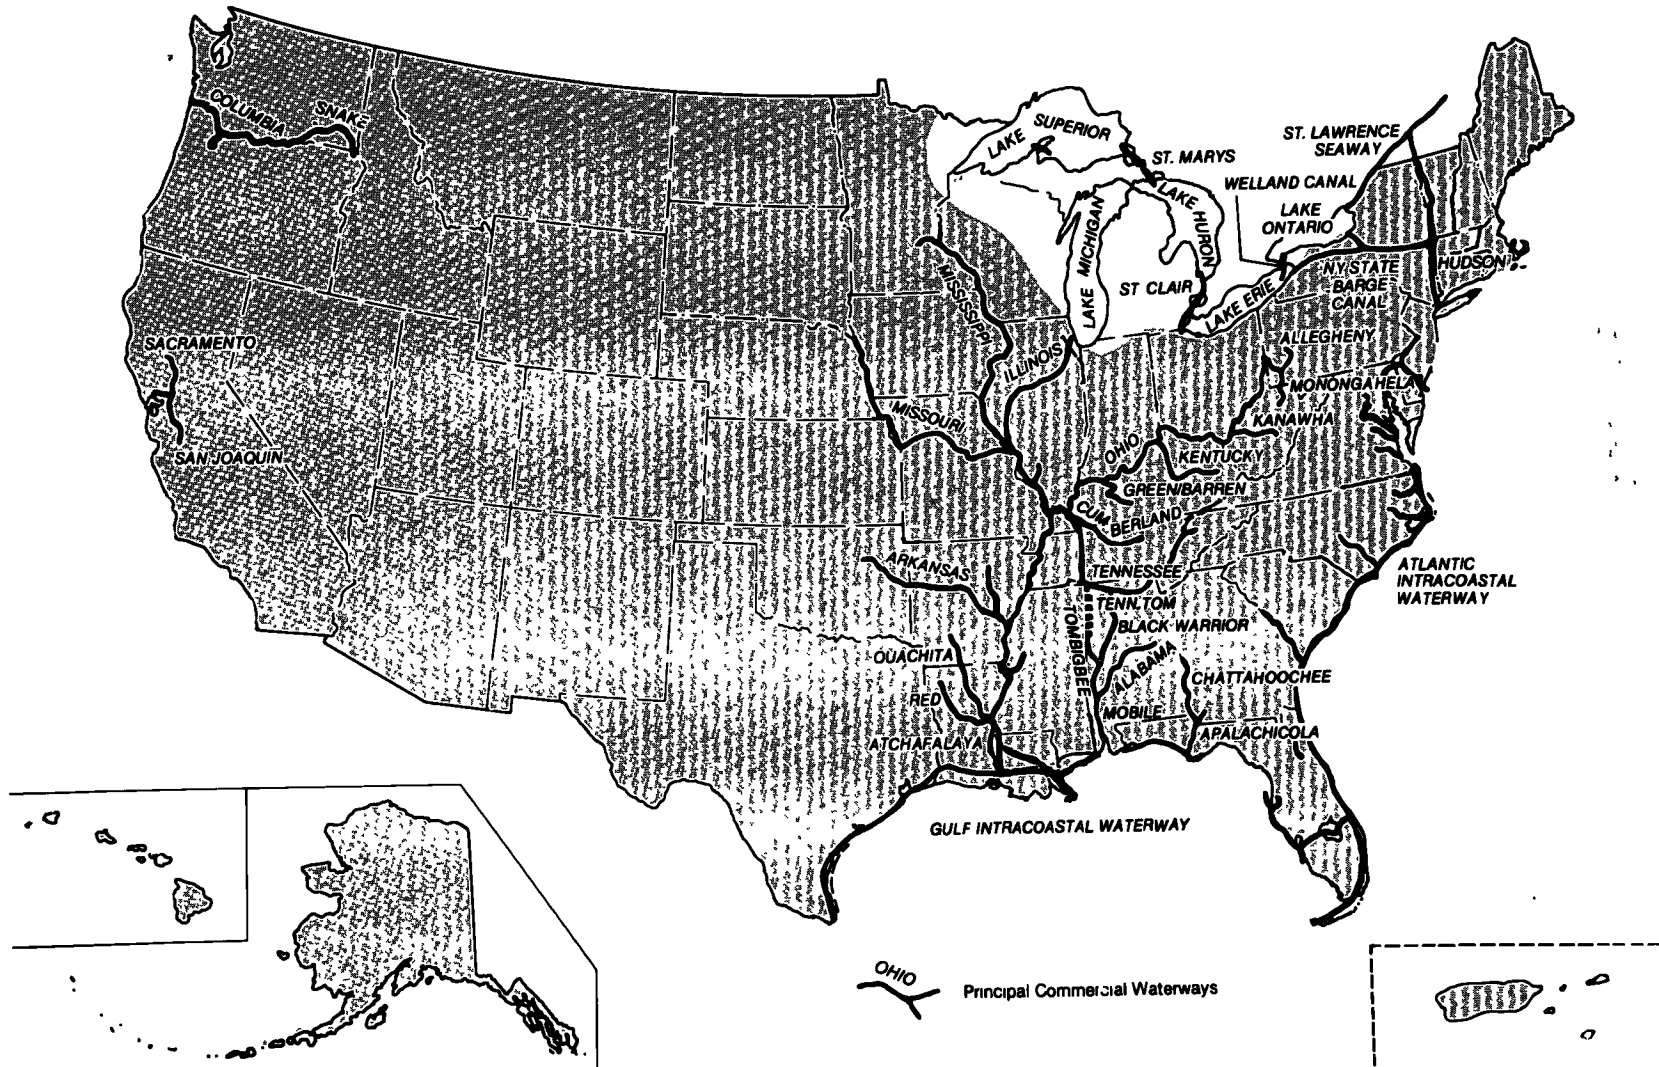 COLUMBIA
SNAKE
SACRAMENTO
SAN JOAQUIN
LAKE SUPERIOR
ST. MARYS
ST. LAWRENCE
SEAWAY
WELLAND CANAL
LAKE
ONTARIO
LAKE HURON
LAKE MICHIGAN
ST CLAIR
LAKE ERIE
NY STATE
BARGE
CANAL
HUDSON
MISSISSIPPI
ILLINOIS
MISSOURI
ALLEGHENY
MONONGAHELA
KANAWHA
OHIO
KENTUCKY
GREEN/BARREN
CUM BERLAND
ARKANSAS
TENNESSEE
TENN.TOM
TOMBIGBEE
BLACK WARRIOR
ALABAMA
ATLANTIC
INTRACOASTAL
WATERWAY
OUACHITA
RED
ATCHAFALAYA
CHATTAHOOCHEE
MOBILE
APALACHICOLA
GULF INTRACOASTAL WATERWAY
OHIO
Principal Commercial Waterways